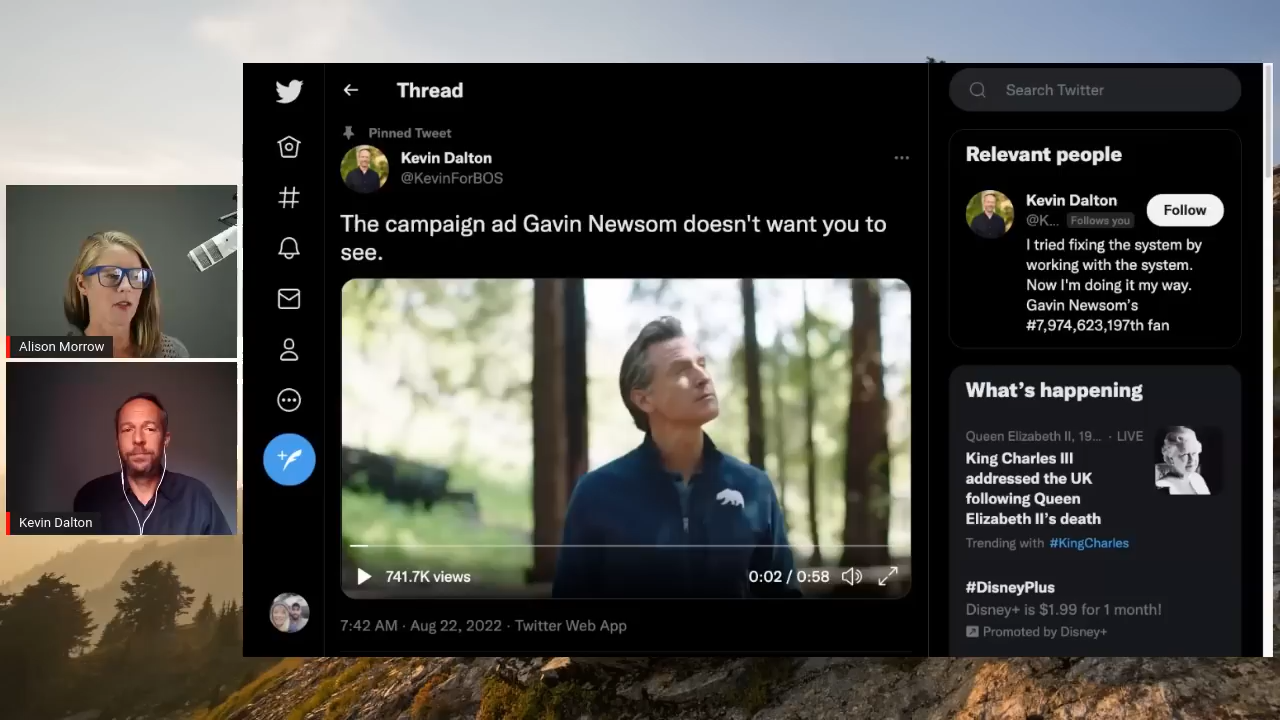 Alison Morrow
Kevin Dalton
Thread
Pinned Tweet
Kevin Dalton
@KevinForBOS
The campaign ad Gavin Newsom doesn't want you to
see.
741.7K views
0:02 / 0:58
7:42 AM · Aug 22, 2022 · Twitter Web App
Search Twitter
Relevant people
Kevin Dalton
@K... Follows you
Follow
I tried fixing the system by
working with the system.
Now I'm doing it my way.
Gavin Newsom's
#7,974,623,197th fan
What's happening
Queen Elizabeth II, 19... · LIVE
King Charles III
addressed the UK
following Queen
Elizabeth II's death
Trending with #KingCharles
#DisneyPlus
Disney+ is $1.99 for 1 month!
Promoted by Disney+